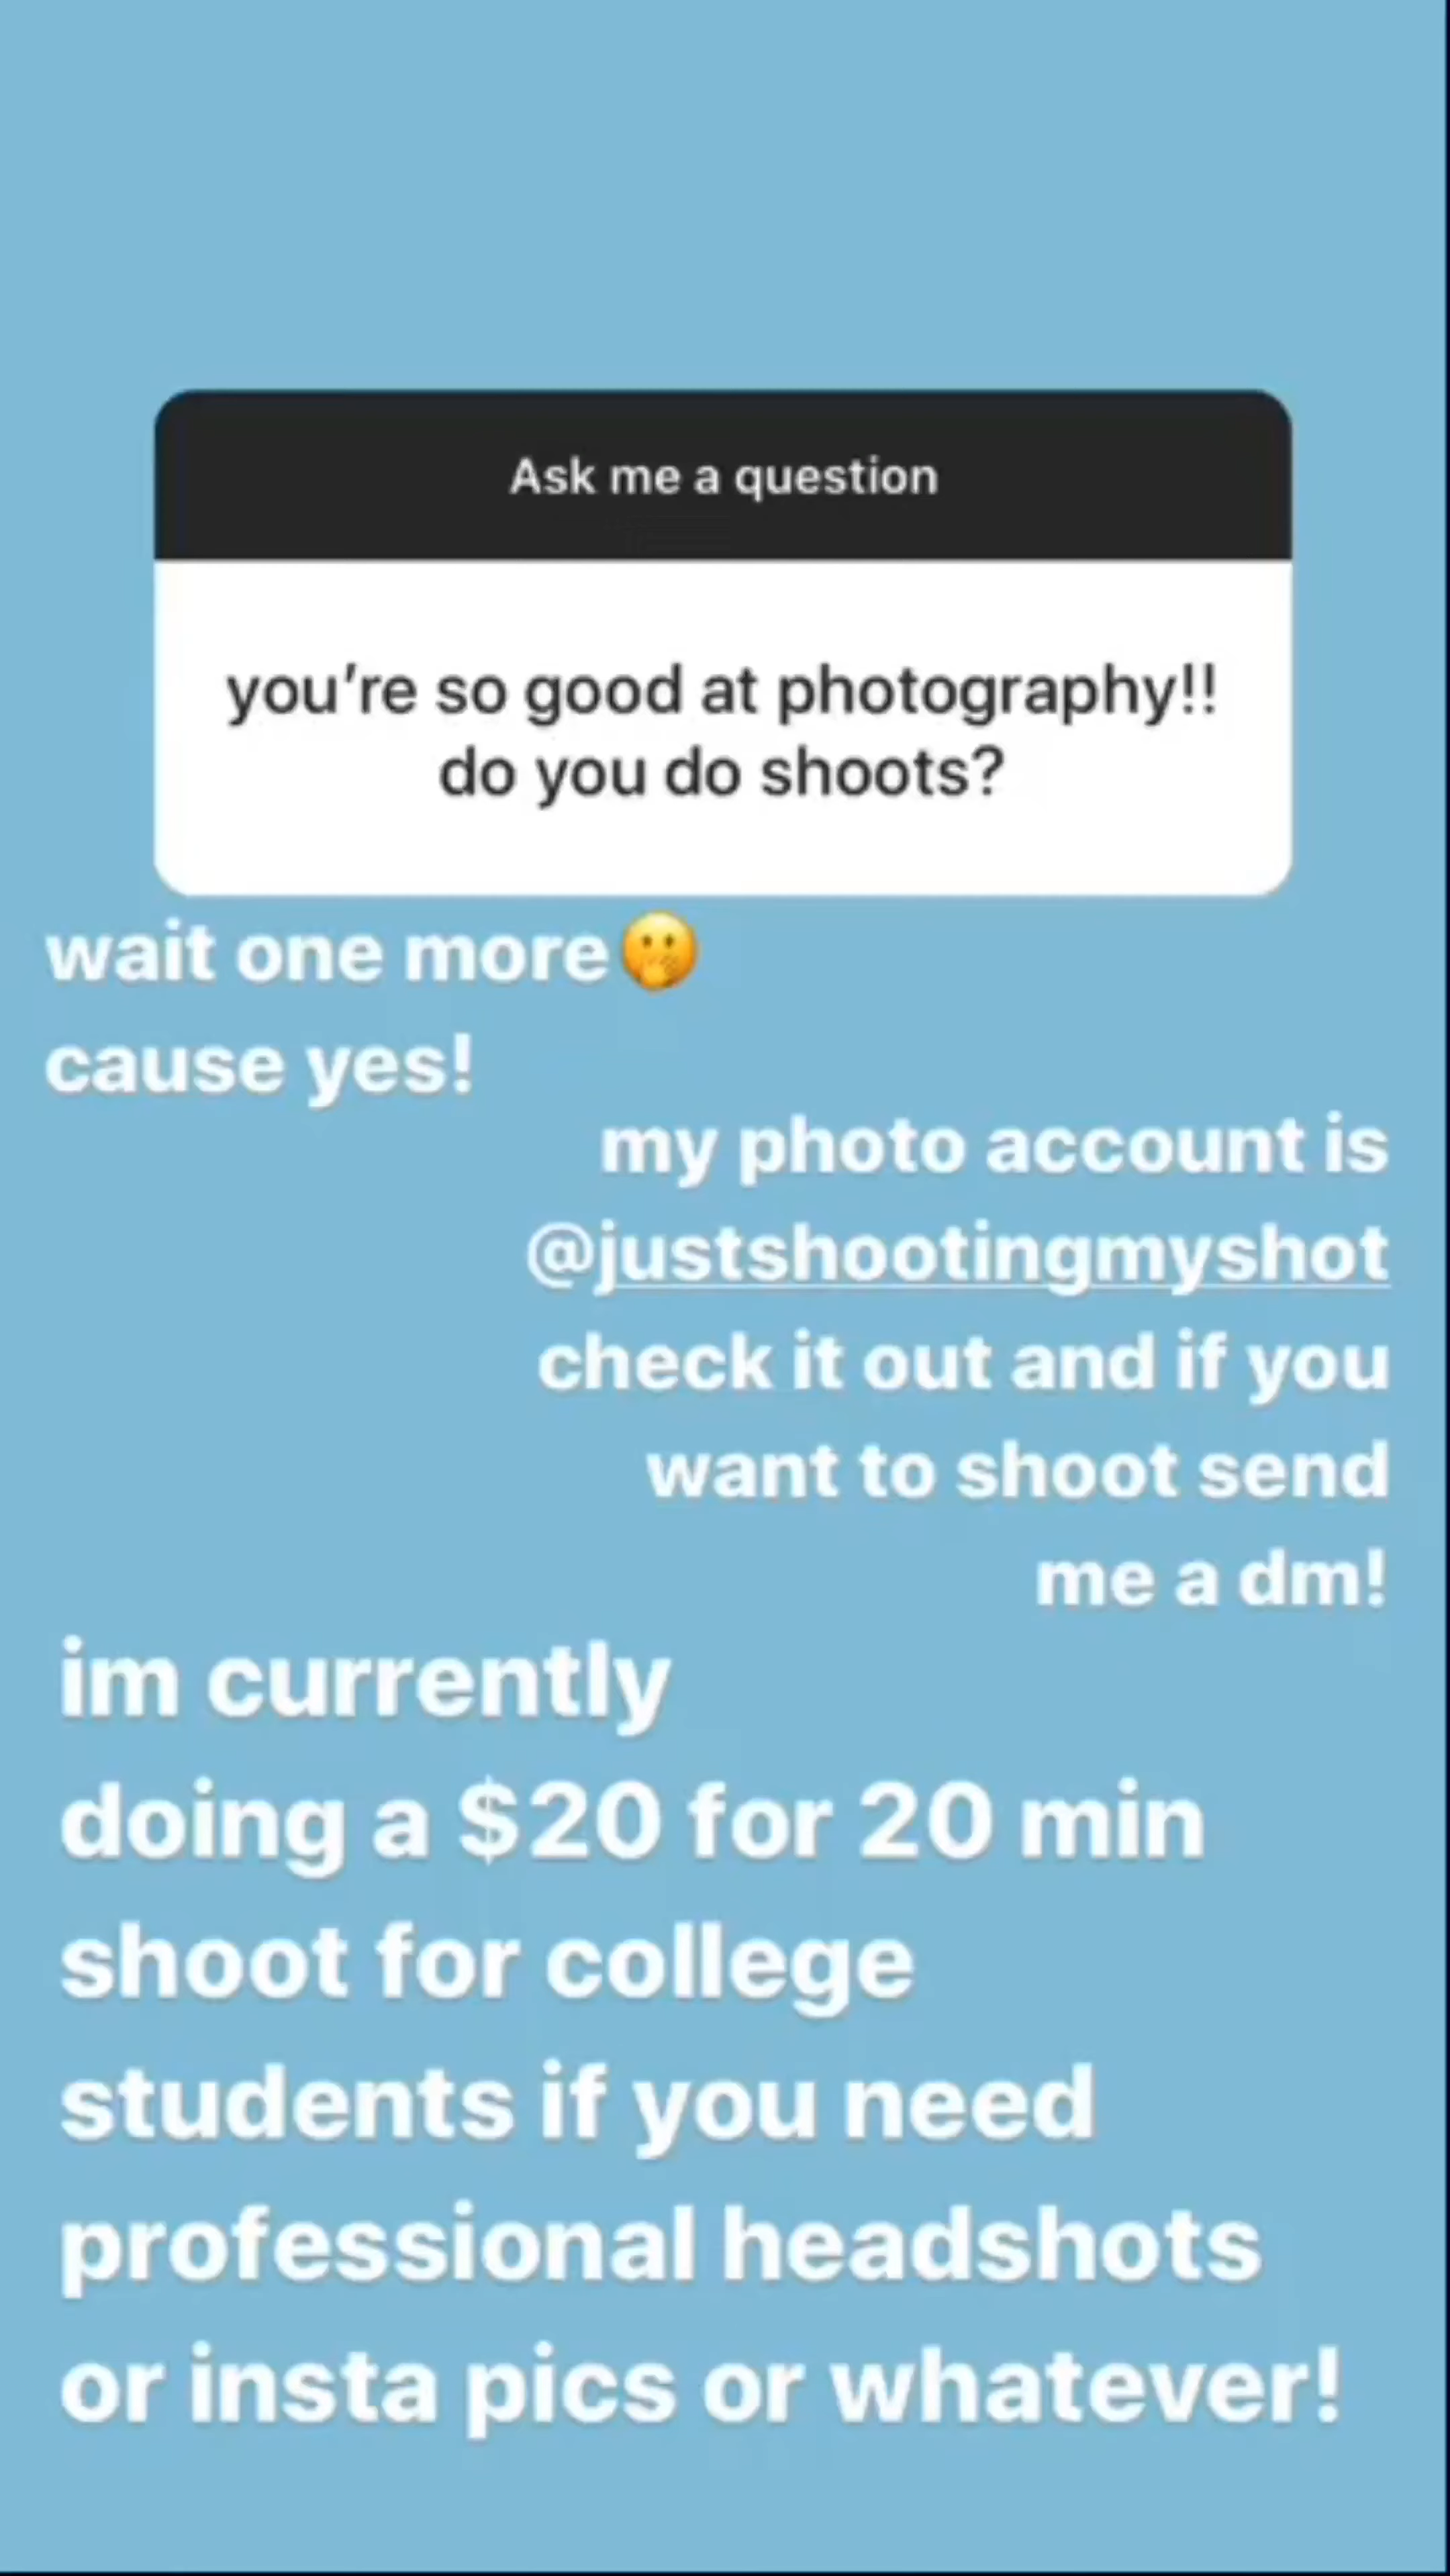 Ask me a question
you're so good at photography!!
do you do shoots?
wait one more🤭
cause yes!
my photo account is
@justshootingmyshot
check it out and if you
want to shoot send
me a dm!
im currently
doing a $20 for 20 min
shoot for college
students if you need
professional headshots
or insta pics or whatever!